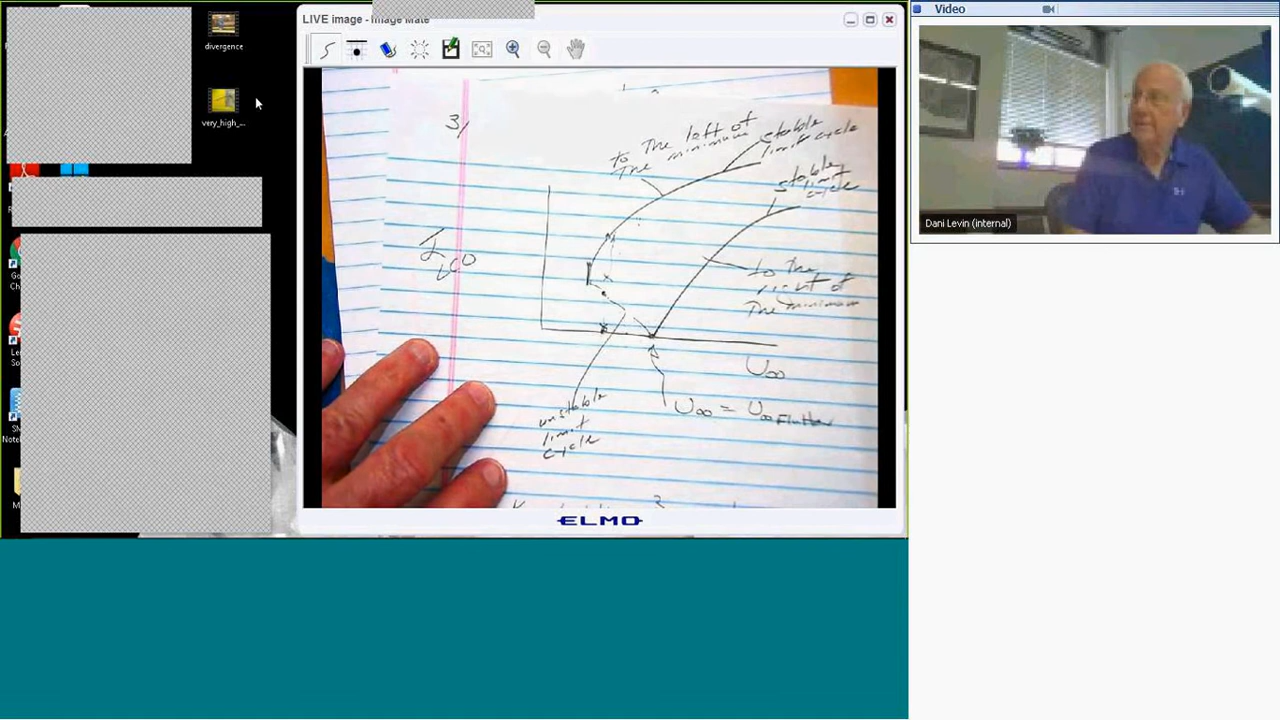 LIVE image - Image Mate
Video
divergence
very_high_...
Dani Levin (internal)
3/
to the left of
the minimum
stable
limit cycle
stable
limit
cycle
I LCO
to the
right of
the minimum
U∞
U∞ = U∞ Flutter
unstable
limit
cycle
ELMO